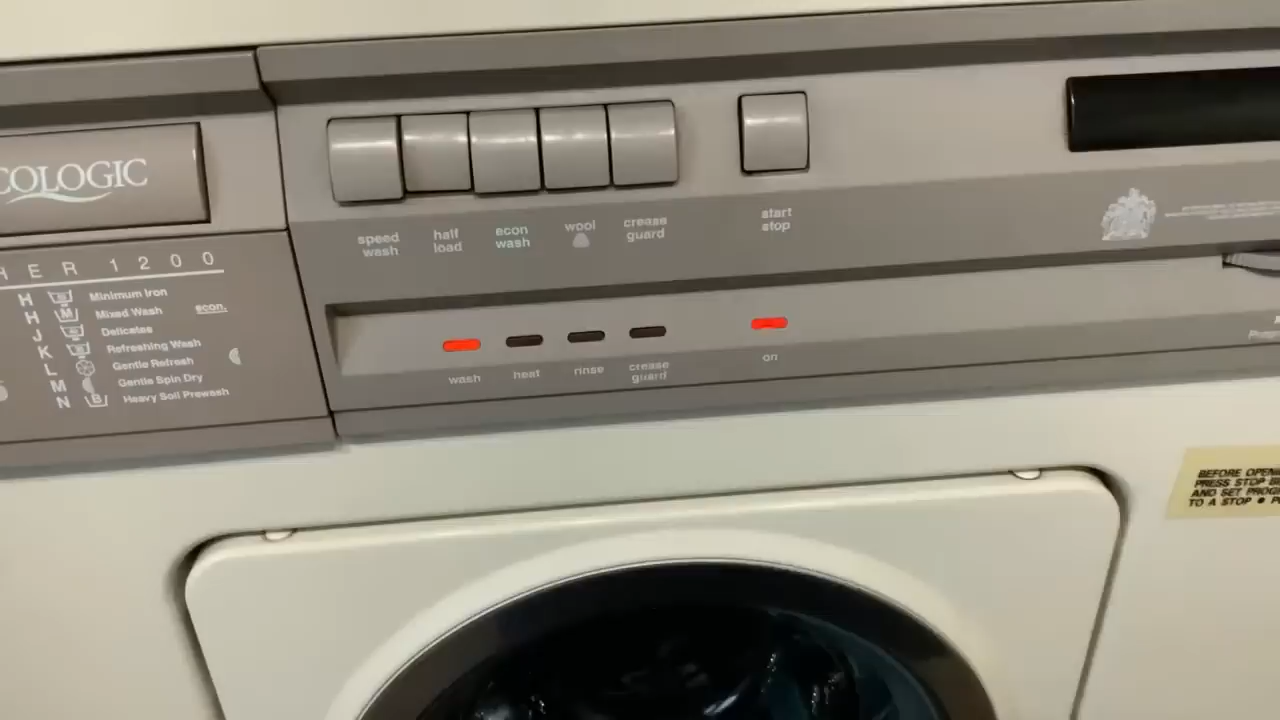 COLOGIC
HER 1200
H Minimum Iron
H M Mixed Wash econ.
J Delicates
K Refreshing Wash
L Gentle Refresh
M Gentle Spin Dry
N B Heavy Soil Prewash
speed
wash
half
load
econ
wash
wool
crease
guard
start
stop
wash
heat
rinse
crease
guard
on
BEFORE OPENI
PRESS STOP B
AND SET PROG
TO A STOP • P